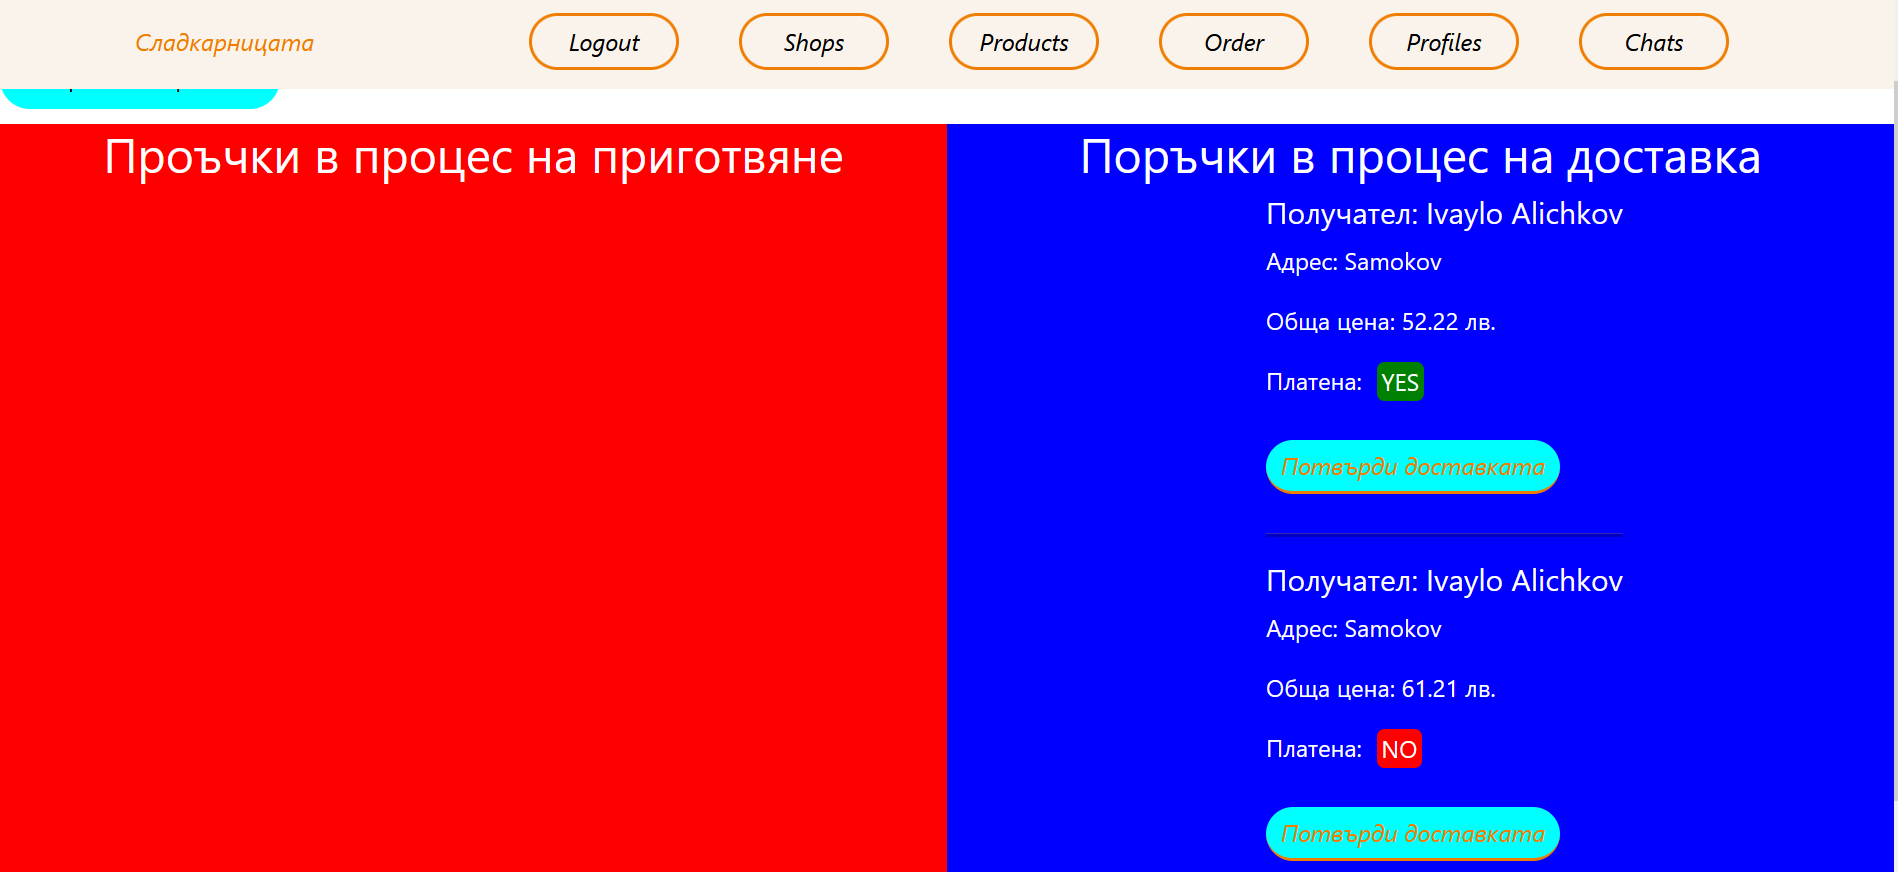 Сладкарницата
Logout
Shops
Products
Order
Profiles
Chats
Проъчки в процес на приготвяне
Поръчки в процес на доставка
Получател: Ivaylo Alichkov
Адрес: Samokov
Обща цена: 52.22 лв.
Платена: YES
Потвърди доставката
Получател: Ivaylo Alichkov
Адрес: Samokov
Обща цена: 61.21 лв.
Платена: NO
Потвърди доставката